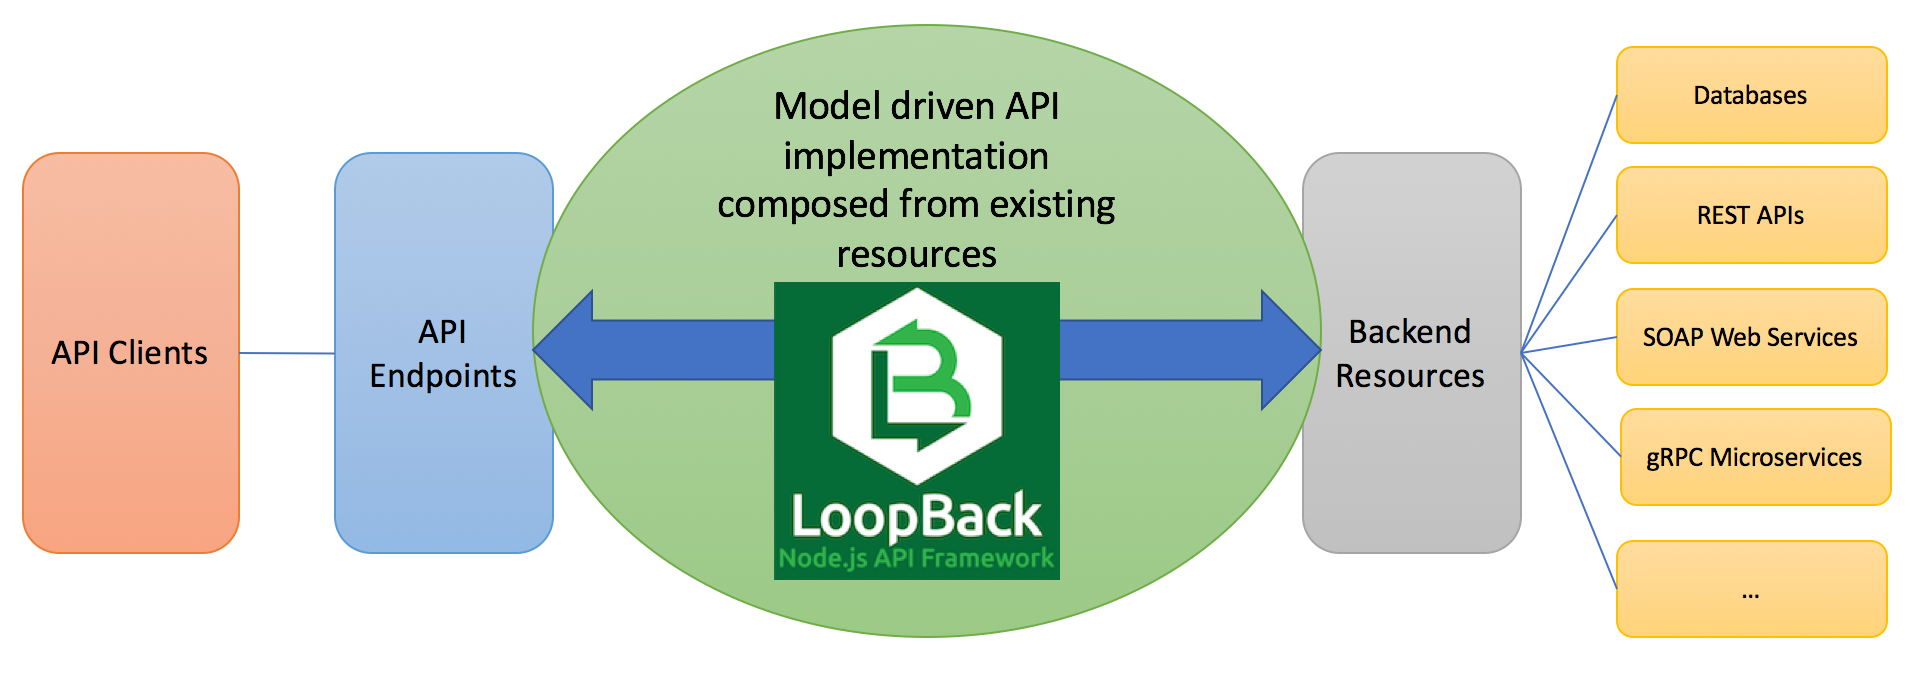 API Clients
API
Endpoints
Model driven API
implementation
composed from existing
resources
LoopBack
Node.js API Framework
Backend
Resources
Databases
REST APIs
SOAP Web Services
gRPC Microservices
...